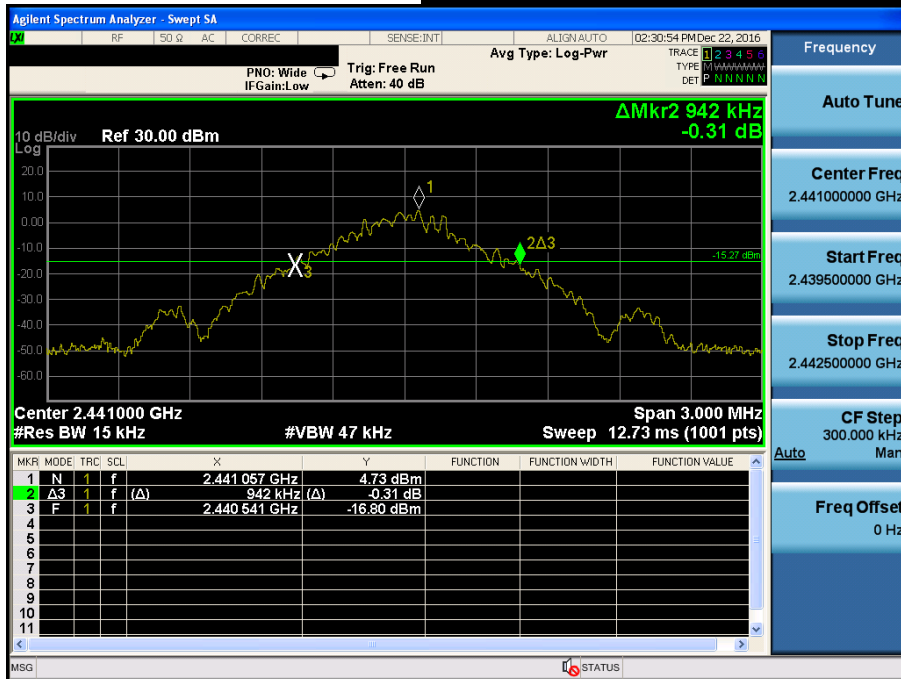 Agilent Spectrum Analyzer - Swept SA
LXI RF 50 Ω AC CORREC SENSE:INT ALIGN AUTO 02:30:54 PM Dec 22, 2016
PNO: Wide
IFGain:Low
Trig: Free Run
Atten: 40 dB
Avg Type: Log-Pwr
TRACE 1 2 3 4 5 6
TYPE M
DET P N N N N N
Frequency
ΔMkr2 942 kHz
-0.31 dB
10 dB/div Ref 30.00 dBm
Log
20.0
10.0
0.00
-10.0
-20.0
-30.0
-40.0
-50.0
-60.0
1
2Δ3
3
-15.27 dBm
Center 2.441000 GHz Span 3.000 MHz
#Res BW 15 kHz #VBW 47 kHz Sweep 12.73 ms (1001 pts)
MKR MODE TRC SCL X Y FUNCTION FUNCTION WIDTH FUNCTION VALUE
1 N 1 f 2.441 057 GHz 4.73 dBm
2 Δ3 1 f (Δ) 942 kHz (Δ) -0.31 dB
3 F 1 f 2.440 541 GHz -16.80 dBm
4
5
6
7
8
9
10
11
MSG STATUS
Auto Tune
Center Freq
2.441000000 GHz
Start Freq
2.439500000 GHz
Stop Freq
2.442500000 GHz
CF Step
300.000 kHz
Auto Man
Freq Offset
0 Hz